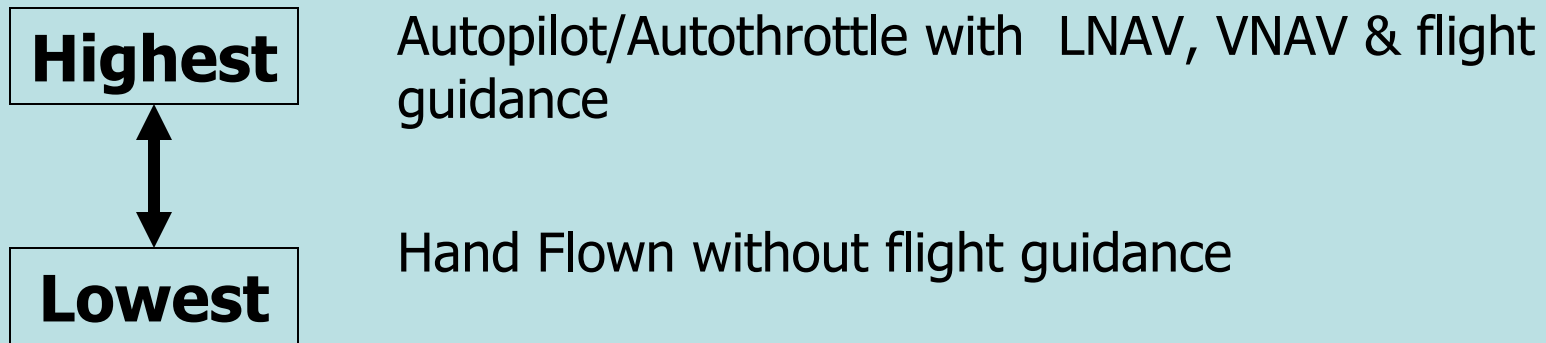 Highest
Autopilot/Autothrottle with LNAV, VNAV & flight
guidance
Hand Flown without flight guidance
Lowest